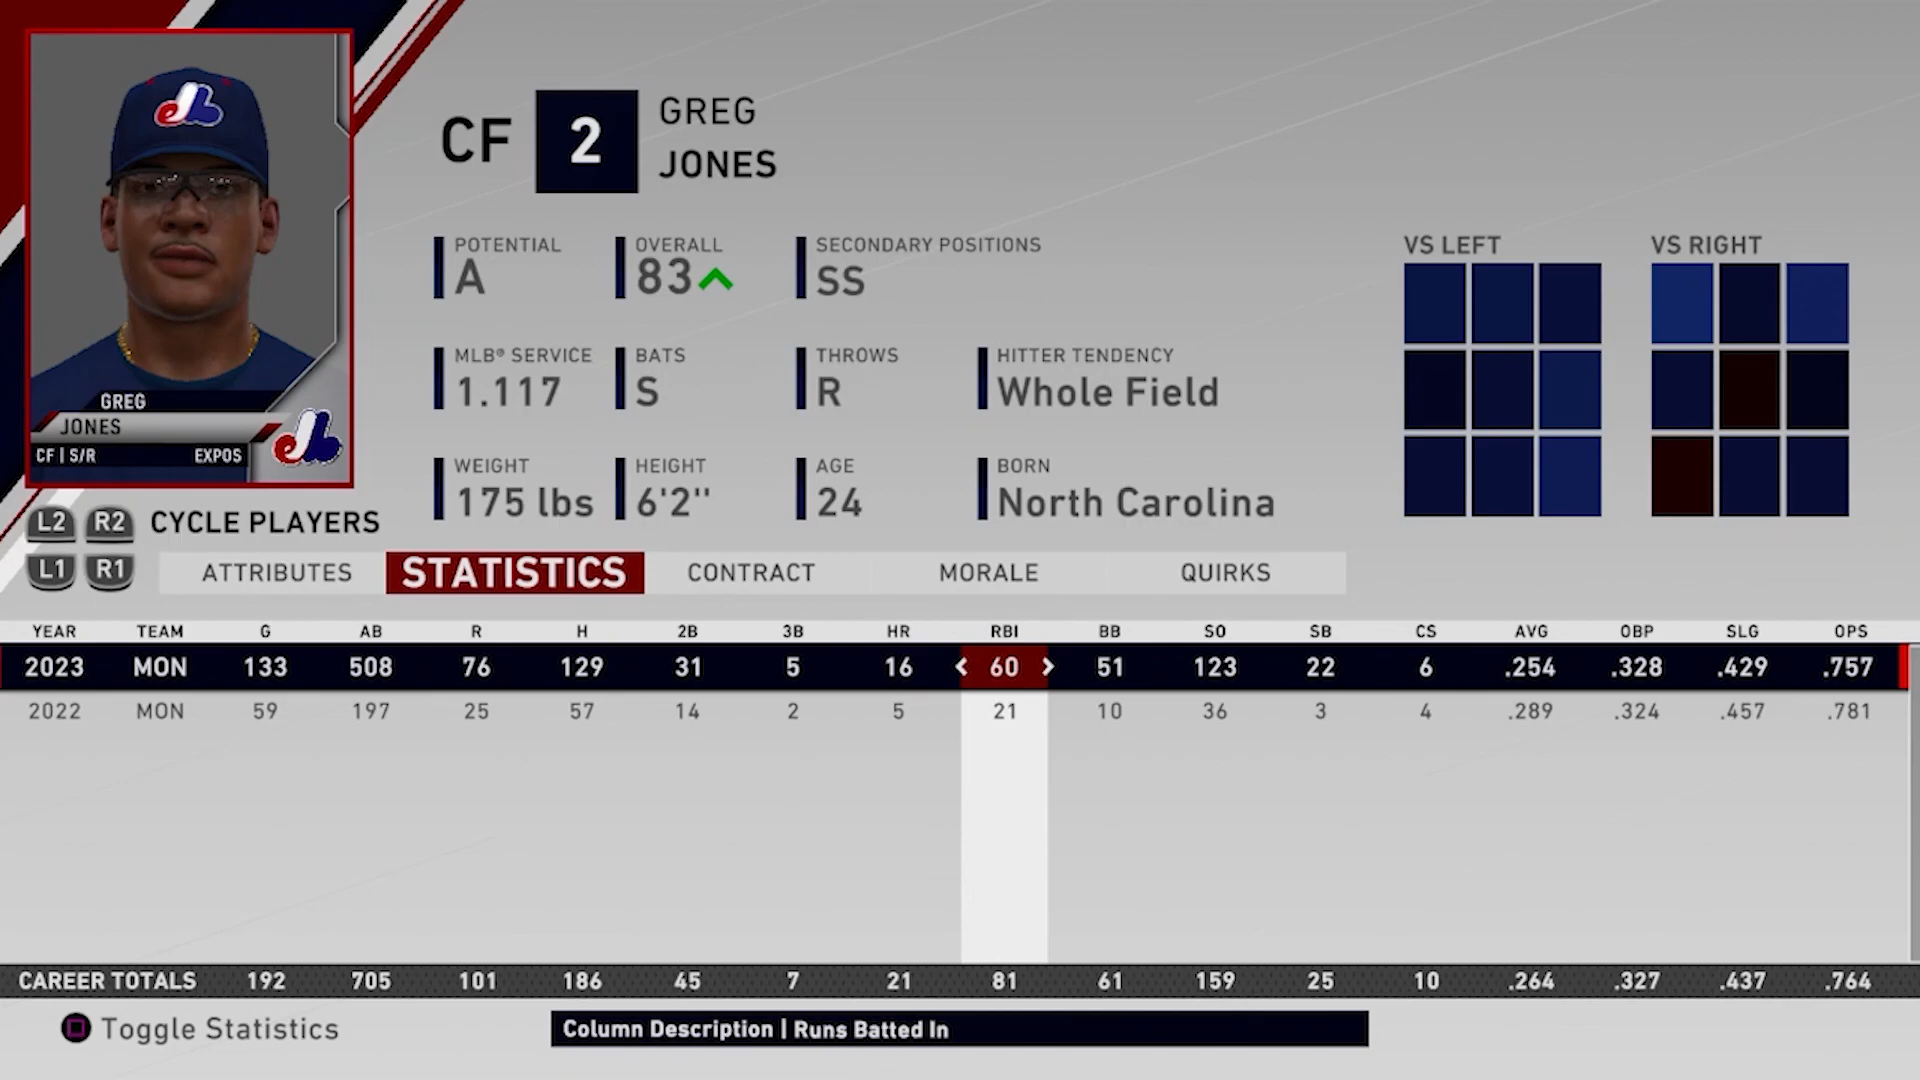 CF 2 GREG
JONES
POTENTIAL OVERALL SECONDARY POSITIONS VS LEFT VS RIGHT
A 83 SS
MLB® SERVICE BATS THROWS HITTER TENDENCY
1.117 S R Whole Field
GREG
JONES
CF | S/R EXPOS
WEIGHT HEIGHT AGE BORN
175 lbs 6'2" 24 North Carolina
L2 R2 CYCLE PLAYERS
L1 R1 ATTRIBUTES STATISTICS CONTRACT MORALE QUIRKS
YEAR TEAM G AB R H 2B 3B HR RBI BB SO SB CS AVG OBP SLG OPS
2023 MON 133 508 76 129 31 5 16 < 60 > 51 123 22 6 .254 .328 .429 .757
2022 MON 59 197 25 57 14 2 5 21 10 36 3 4 .289 .324 .457 .781
CAREER TOTALS 192 705 101 186 45 7 21 81 61 159 25 10 .264 .327 .437 .764
Toggle Statistics Column Description | Runs Batted In